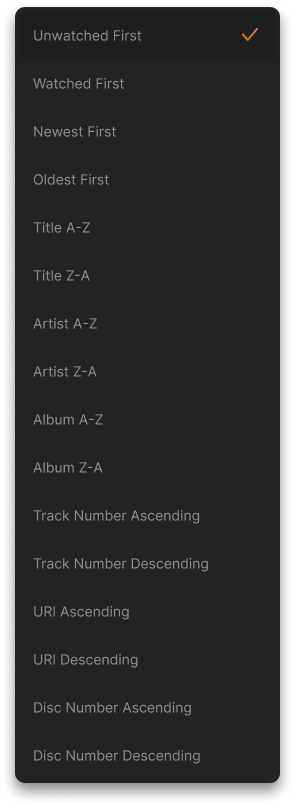 Unwatched First
Watched First
Newest First
Oldest First
Title A-Z
Title Z-A
Artist A-Z
Artist Z-A
Album A-Z
Album Z-A
Track Number Ascending
Track Number Descending
URI Ascending
URI Descending
Disc Number Ascending
Disc Number Descending